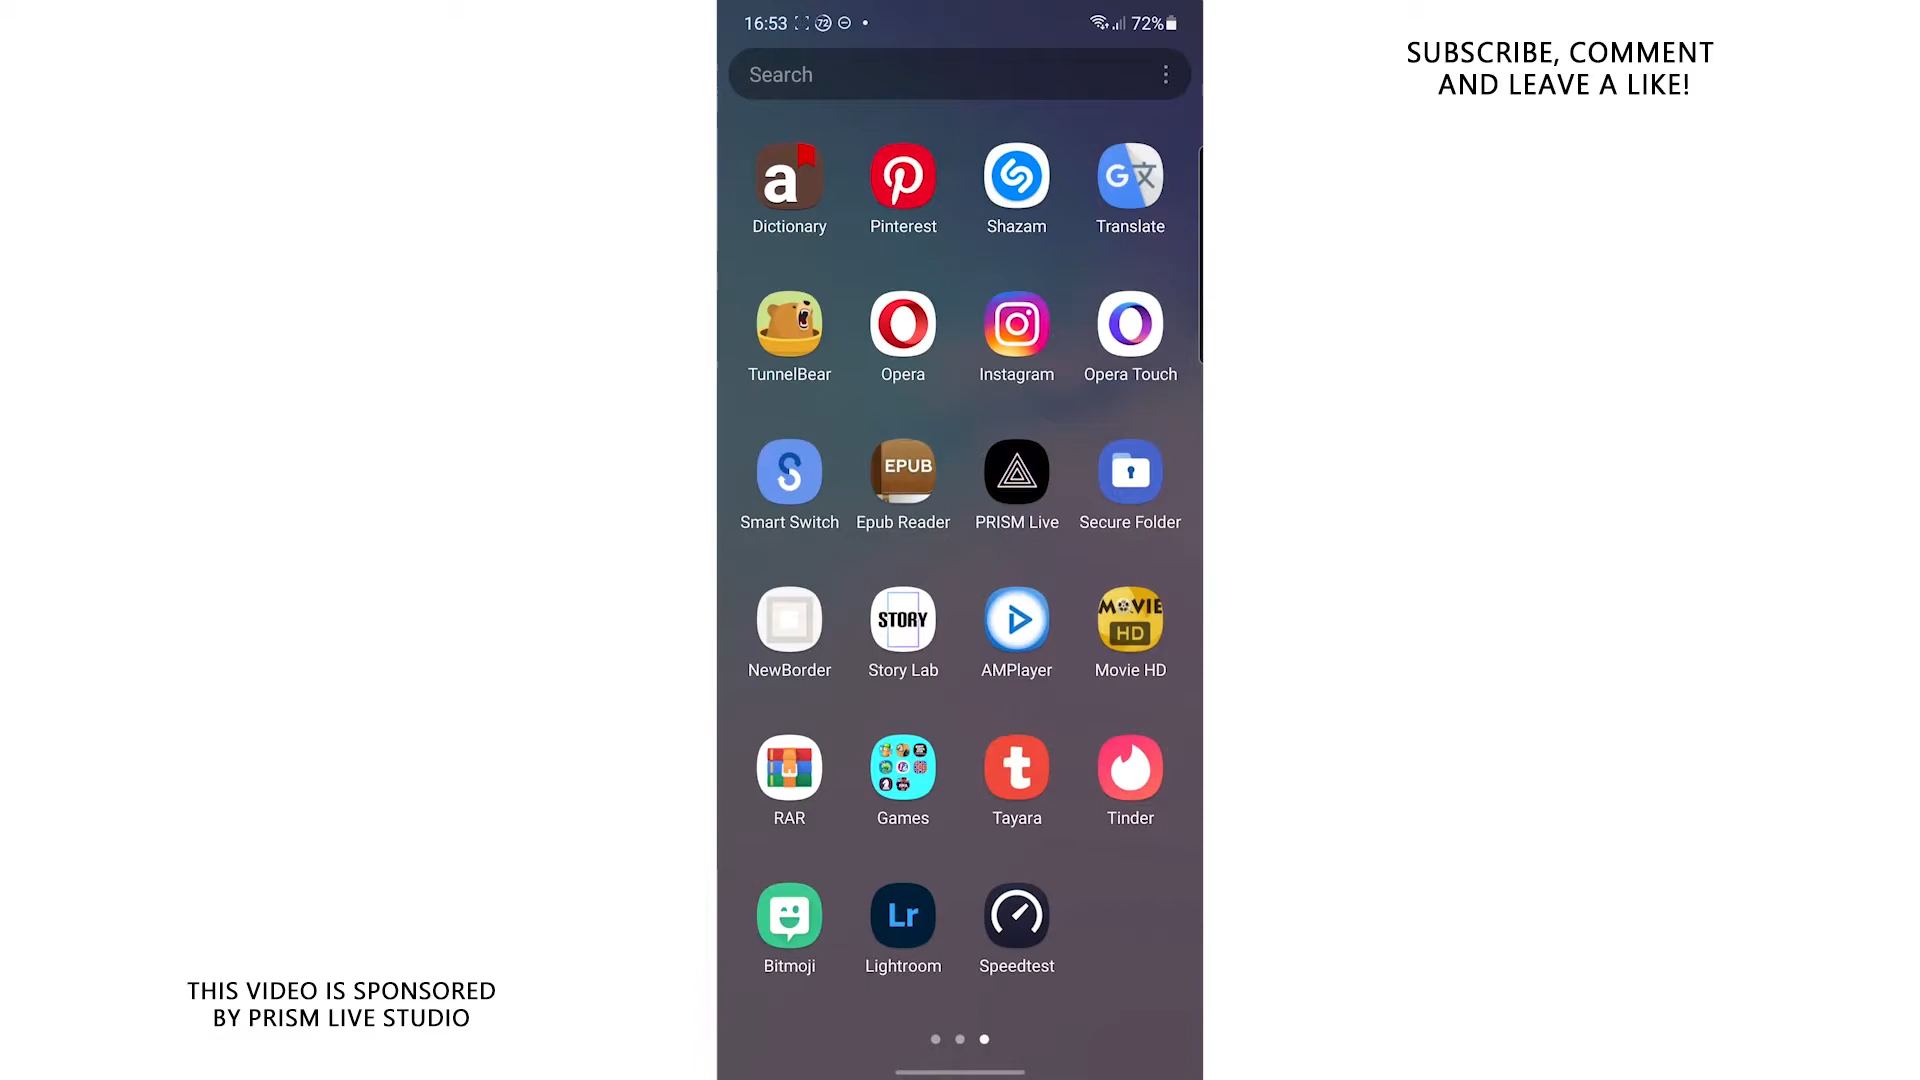 16:53 72 72%
SUBSCRIBE, COMMENT
AND LEAVE A LIKE!
Search
a G 文
Dictionary Pinterest Shazam Translate
TunnelBear Opera Instagram Opera Touch
EPUB
Smart Switch Epub Reader PRISM Live Secure Folder
STORY MOVIE
HD
NewBorder Story Lab AMPlayer Movie HD
t
RAR Games Tayara Tinder
Lr
Bitmoji Lightroom Speedtest
THIS VIDEO IS SPONSORED
BY PRISM LIVE STUDIO